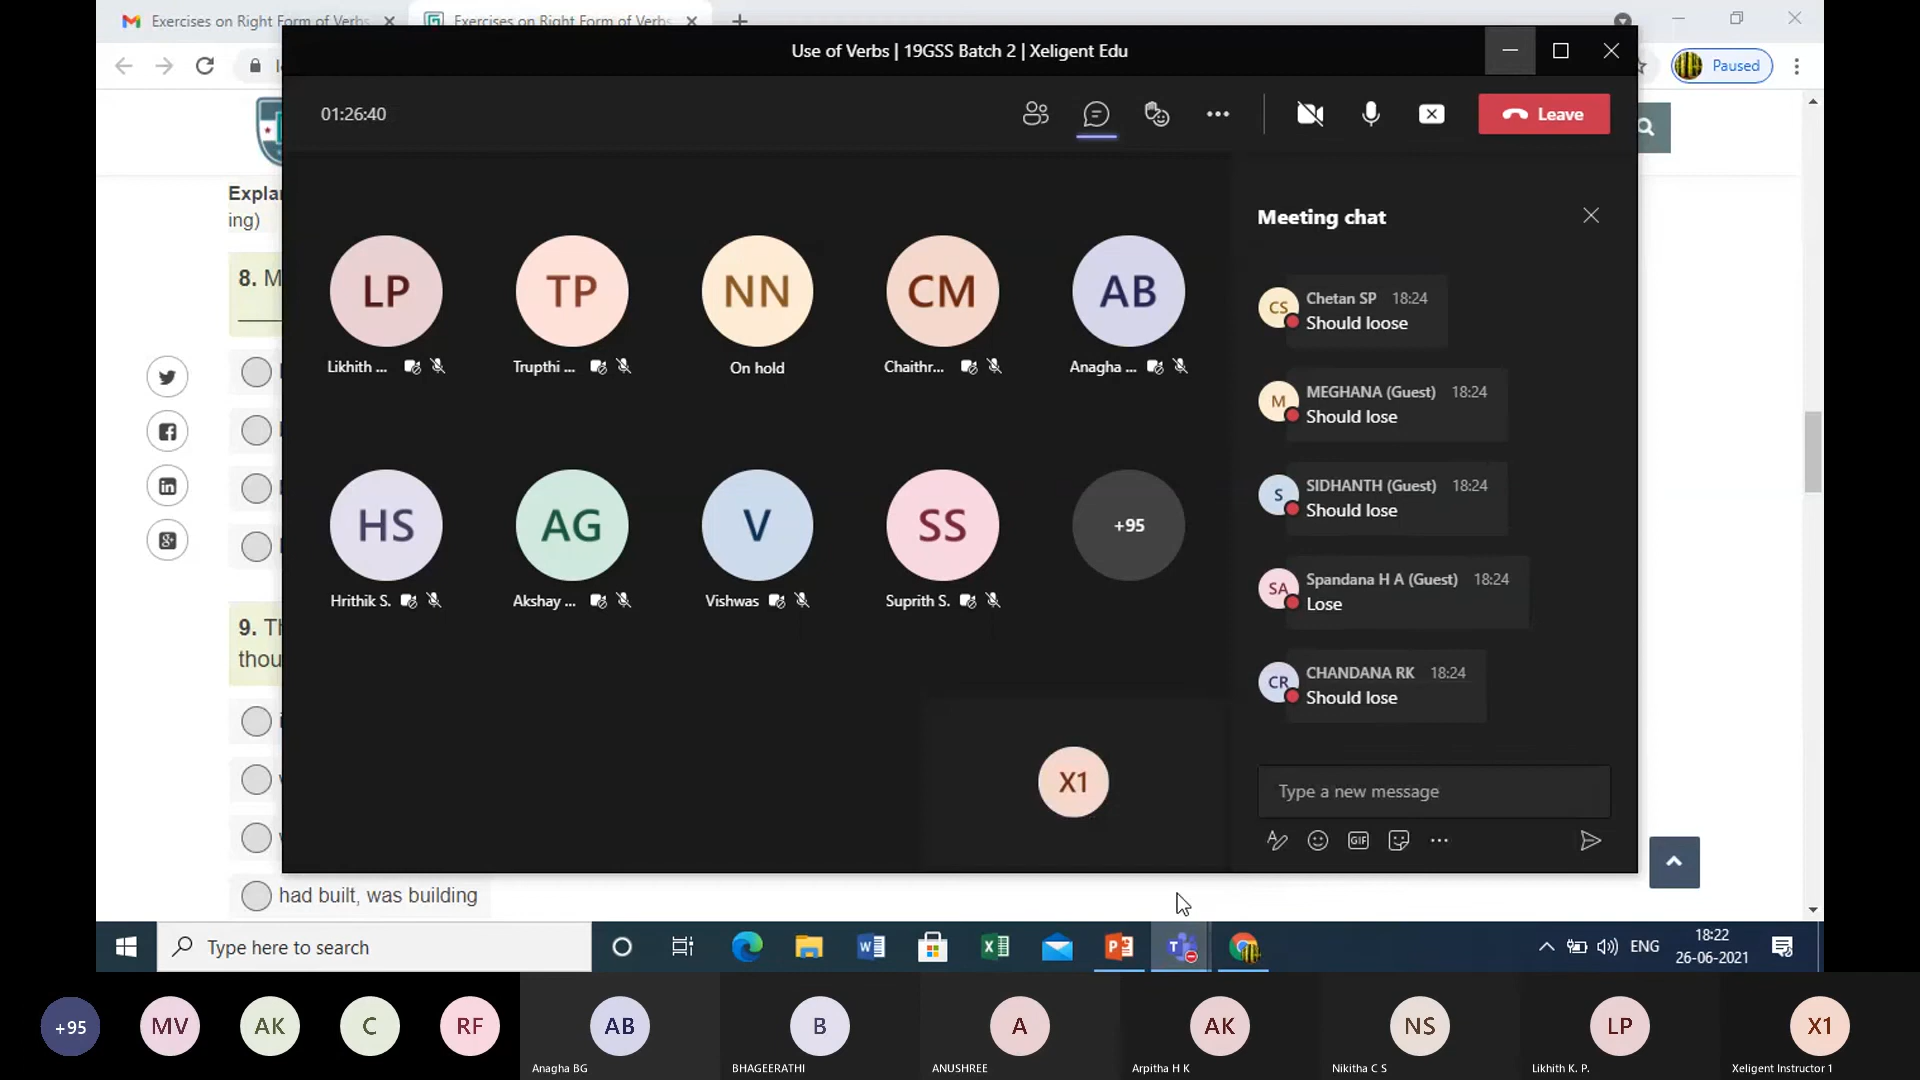 Exercises on Right Form of Verbs
Exercises on Right Form of Verbs
Use of Verbs | 19GSS Batch 2 | Xeligent Edu
Paused
01:26:40
Leave
Meeting chat
Expla
ing)
8. M
9. Th
thou
had built, was building
LP
TP
NN
CM
AB
Likhith ...
Trupthi ...
On hold
Chaithr...
Anagha ...
HS
AG
V
SS
+95
Hrithik S.
Akshay ...
Vishwas
Suprith S.
X1
CS
Chetan SP 18:24
Should loose
M
MEGHANA (Guest) 18:24
Should lose
S
SIDHANTH (Guest) 18:24
Should lose
SA
Spandana H A (Guest) 18:24
Lose
CR
CHANDANA RK 18:24
Should lose
Type a new message
GIF
Type here to search
ENG
18:22
26-06-2021
+95
MV
AK
C
RF
AB
B
A
AK
NS
LP
X1
Anagha BG
BHAGEERATHI
ANUSHREE
Arpitha H K
Nikitha C S
Likhith K. P.
Xeligent Instructor 1